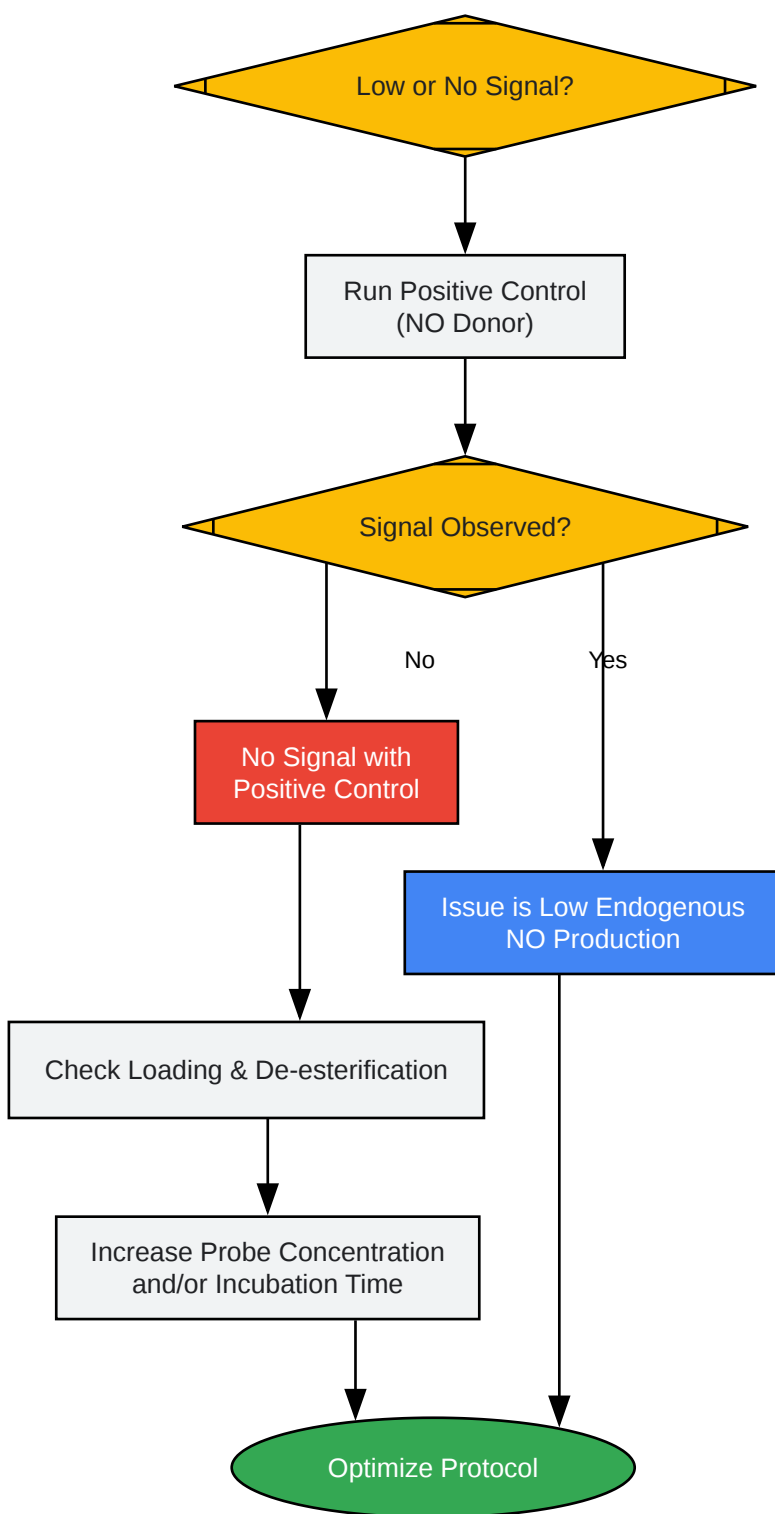 Low or No Signal?
Run Positive Control
(NO Donor)
Signal Observed?
No
Yes
No Signal with
Positive Control
Issue is Low Endogenous
NO Production
Check Loading & De-esterification
Increase Probe Concentration
and/or Incubation Time
Optimize Protocol